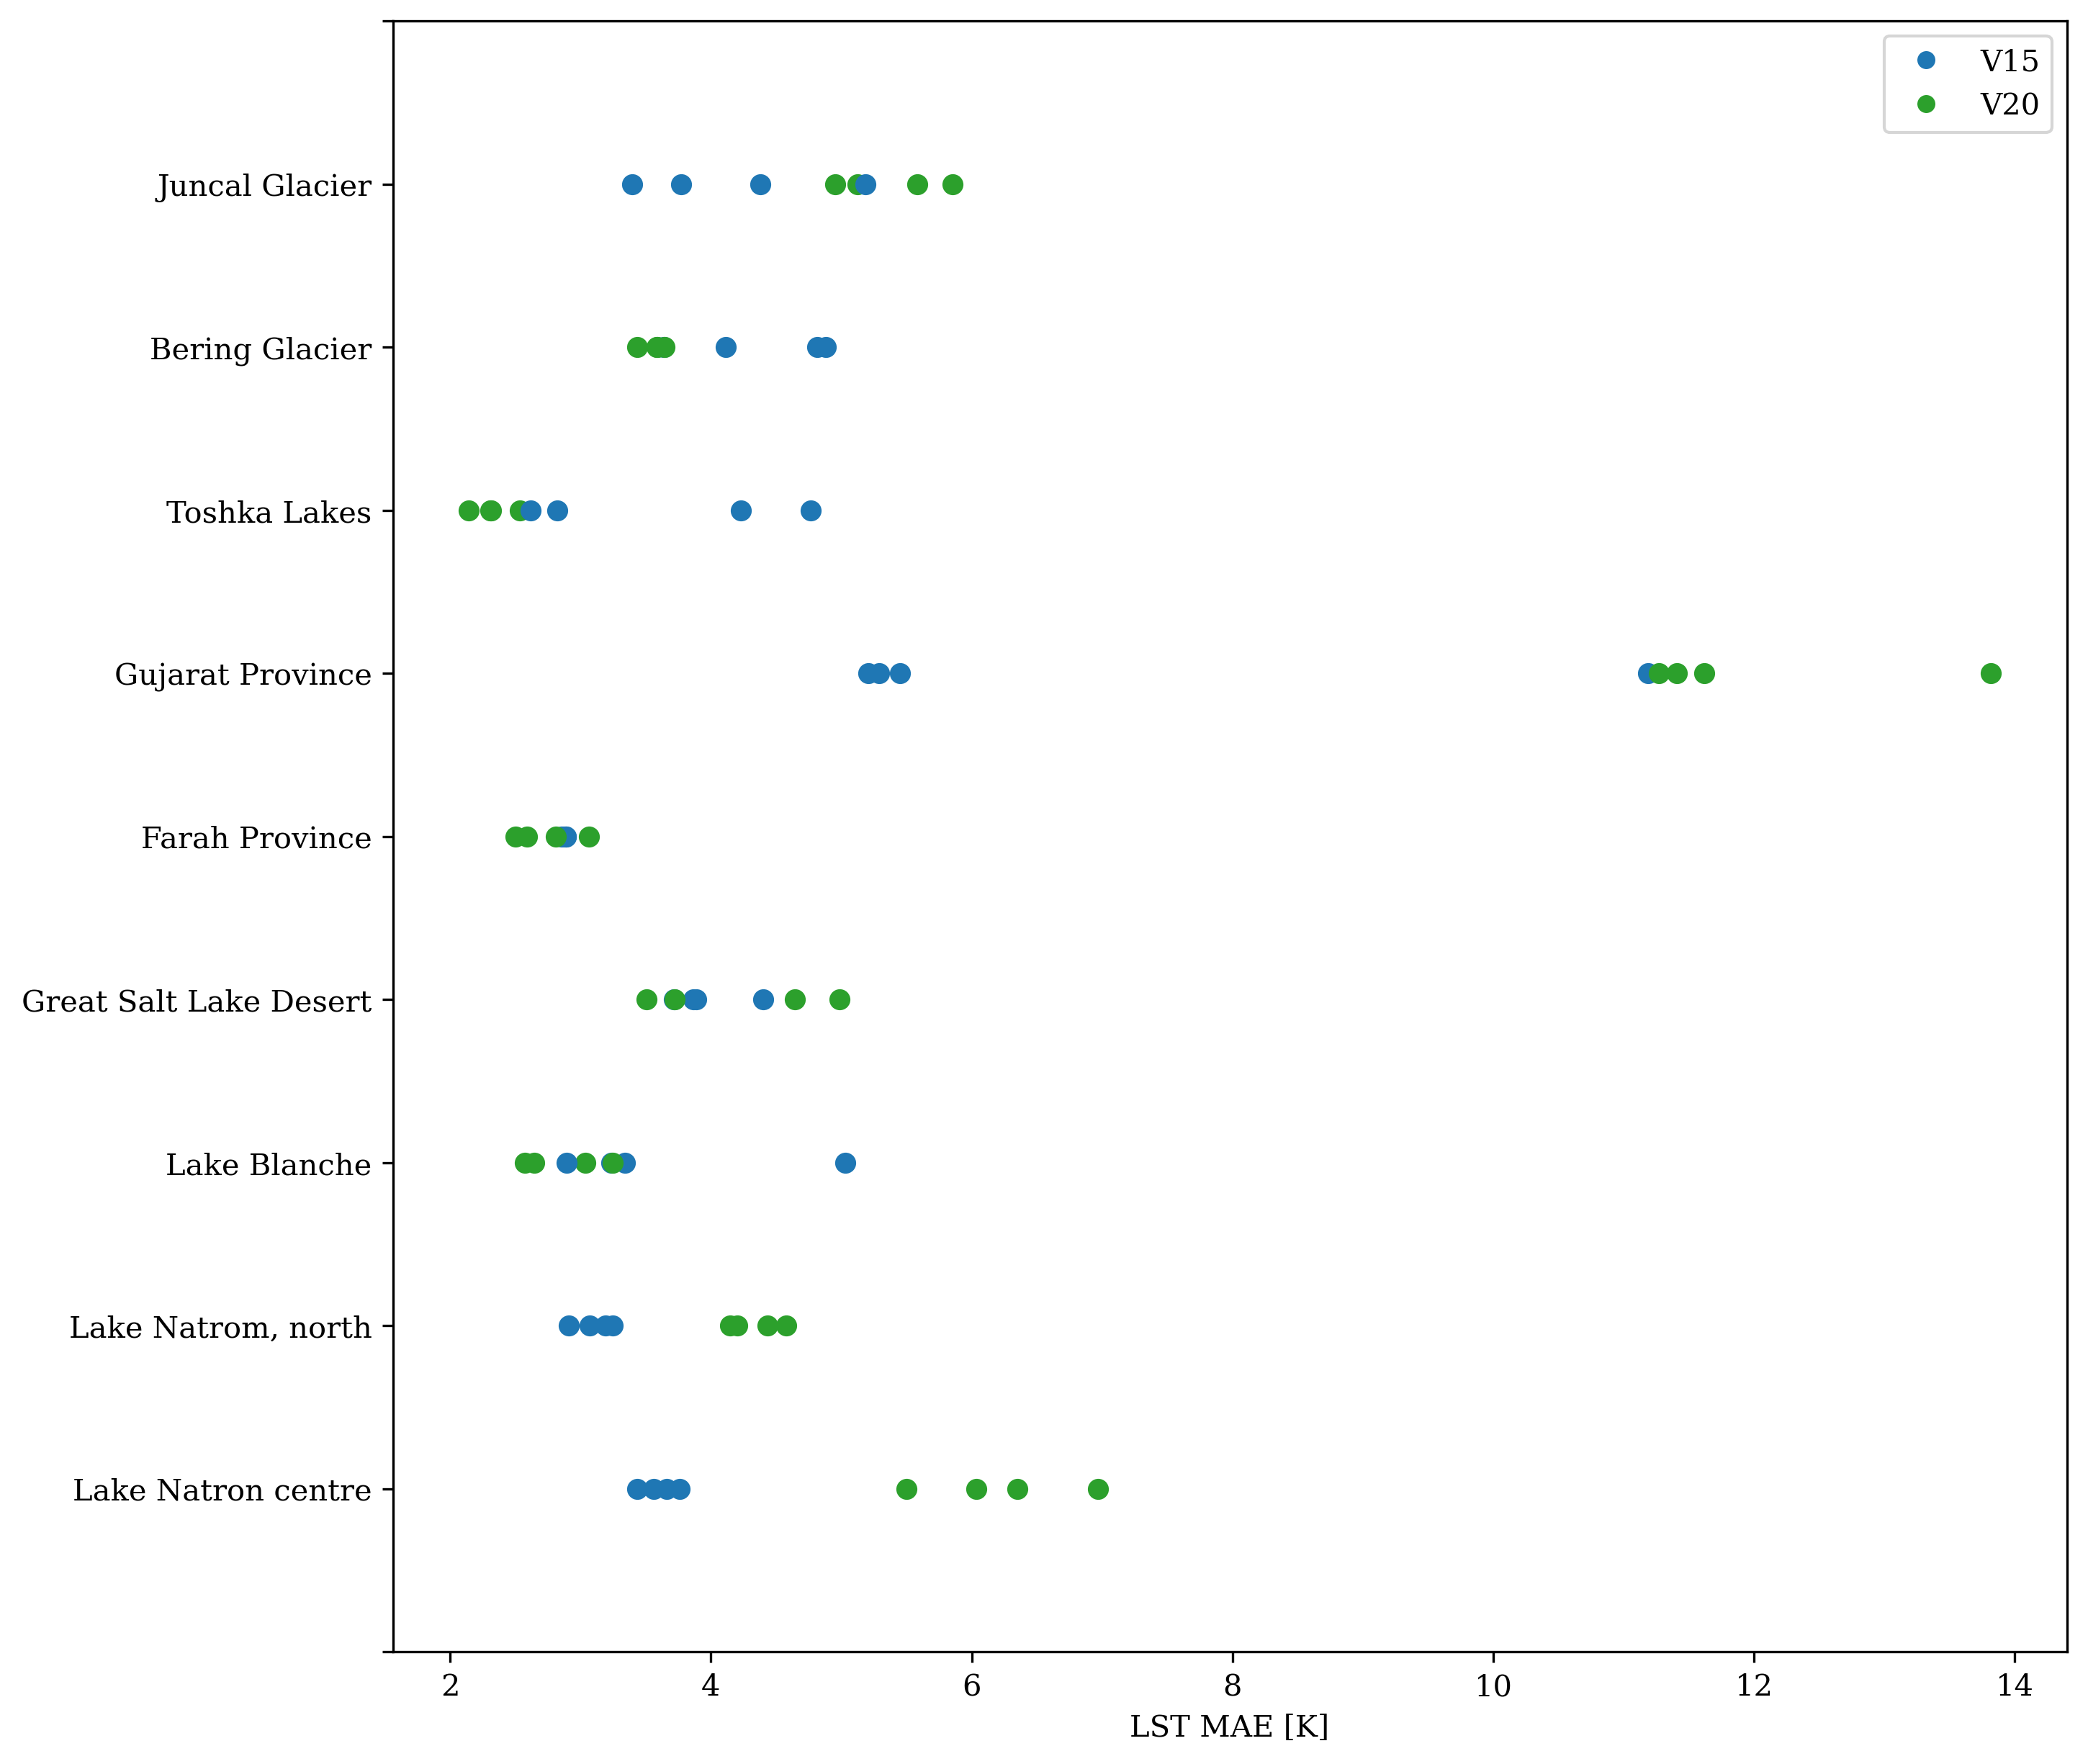 V15
V20
Juncal Glacier
Bering Glacier
Toshka Lakes
Gujarat Province
Farah Province
Great Salt Lake Desert
Lake Blanche
Lake Natrom, north
Lake Natron centre
2 4 6 8 10 12 14
LST MAE [K]